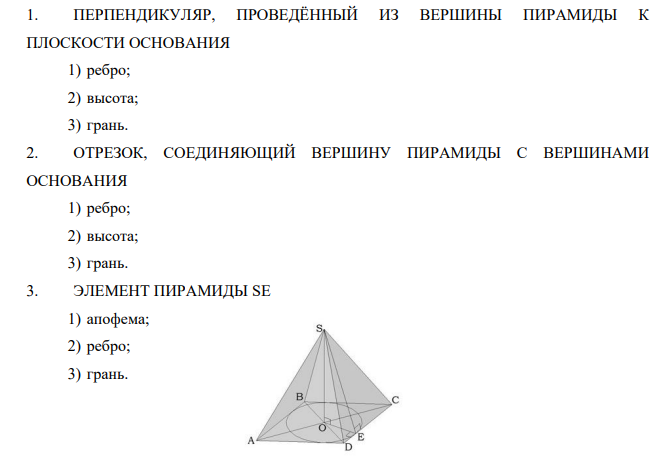 1. ПЕРПЕНДИКУЛЯР, ПРОВЕДЁННЫЙ ИЗ ВЕРШИНЫ ПИРАМИДЫ К
ПЛОСКОСТИ ОСНОВАНИЯ
1) ребро;
2) высота;
3) грань.
2. ОТРЕЗОК, СОЕДИНЯЮЩИЙ ВЕРШИНУ ПИРАМИДЫ С ВЕРШИНАМИ
ОСНОВАНИЯ
1) ребро;
2) высота;
3) грань.
3. ЭЛЕМЕНТ ПИРАМИДЫ SE
1) апофема;
2) ребро;
3) грань.
S
B
C
O
E
A
D